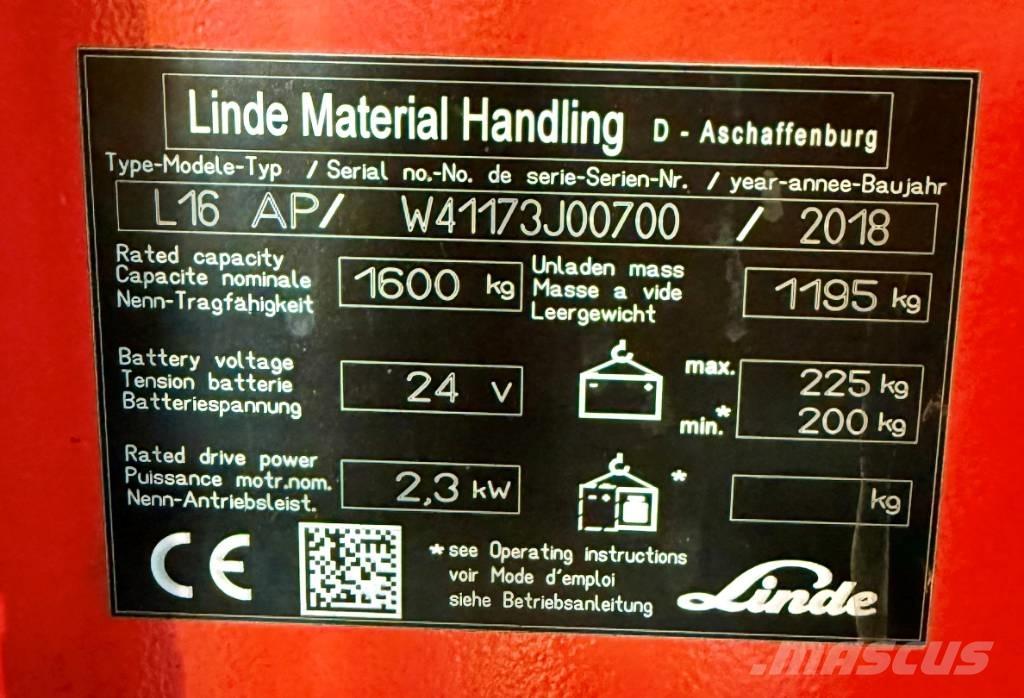 Linde Material Handling D - Aschaffenburg
Type-Modele-Typ / Serial no.-No. de serie-Serien-Nr. / year-annee-Baujahr
L16 AP/ W41173J00700 / 2018
Rated capacity
Capacite nominale
Nenn-Tragfähigkeit
1600 kg
Unladen mass
Masse a vide
Leergewicht
1195 kg
Battery voltage
Tension batterie
Batteriespannung
24 V
max. 225 kg
min.* 200 kg
Rated drive power
Puissance motr.nom.
Nenn-Antriebsleist.
2,3 kW
* kg
CE
*see Operating instructions
voir Mode d'emploi
siehe Betriebsanleitung
Linde
MASCUS